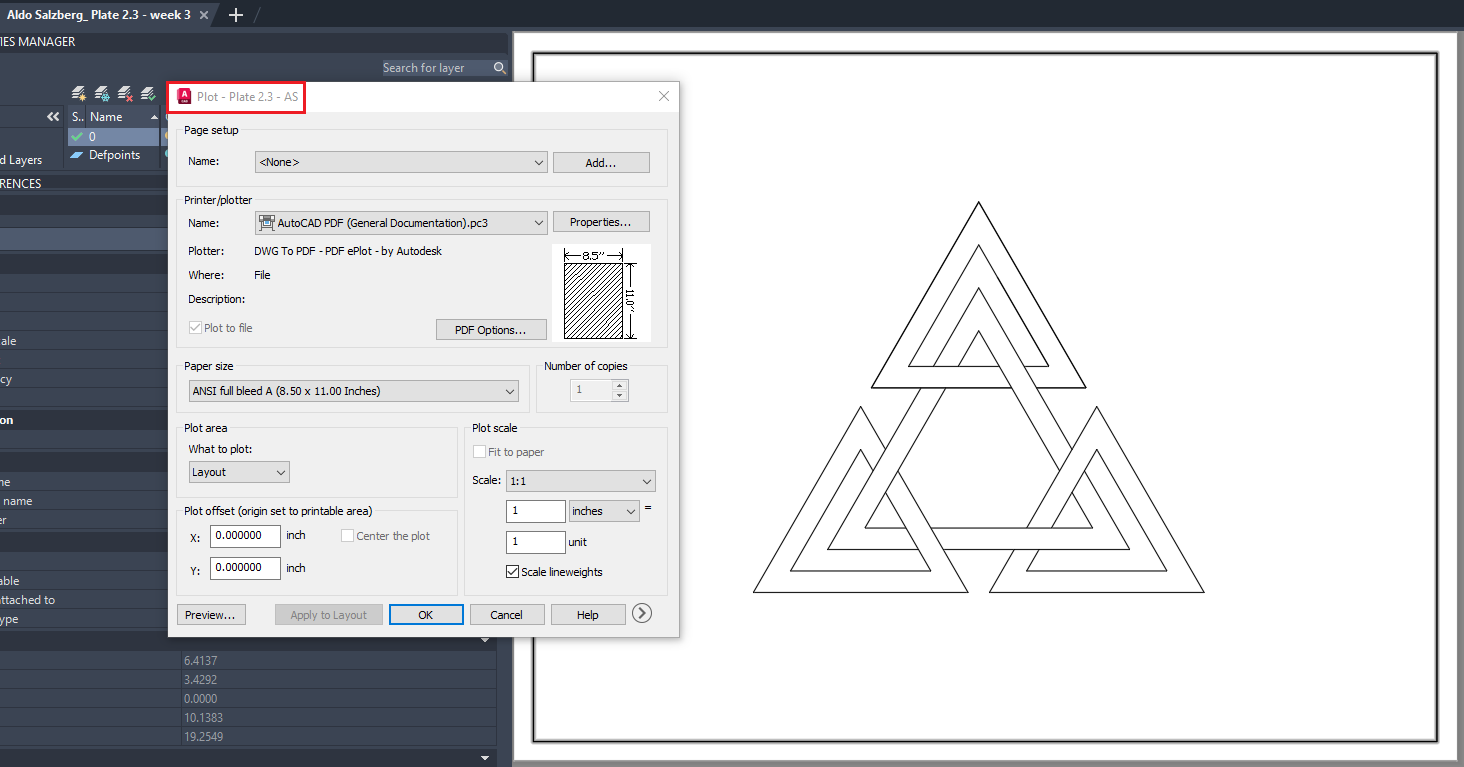 Aldo Salzberg_ Plate 2.3 - week 3
IES MANAGER
Search for layer
S.. Name
0
d Layers
Defpoints
RENCES
ale
cy
on
ne
name
er
able
attached to
ype
6.4137
3.4292
0.0000
10.1383
19.2549
Plot - Plate 2.3 - AS
Page setup
Name:
<None>
Add...
Printer/plotter
Name:
AutoCAD PDF (General Documentation).pc3
Properties...
Plotter:
DWG To PDF - PDF ePlot - by Autodesk
Where:
File
Description:
Plot to file
PDF Options...
8.5''
11.0''
Paper size
ANSI full bleed A (8.50 x 11.00 Inches)
Number of copies
1
Plot area
What to plot:
Layout
Plot scale
Fit to paper
Scale:
1:1
1
inches
=
1
unit
Scale lineweights
Plot offset (origin set to printable area)
X:
0.000000
inch
Center the plot
Y:
0.000000
inch
Preview...
Apply to Layout
OK
Cancel
Help